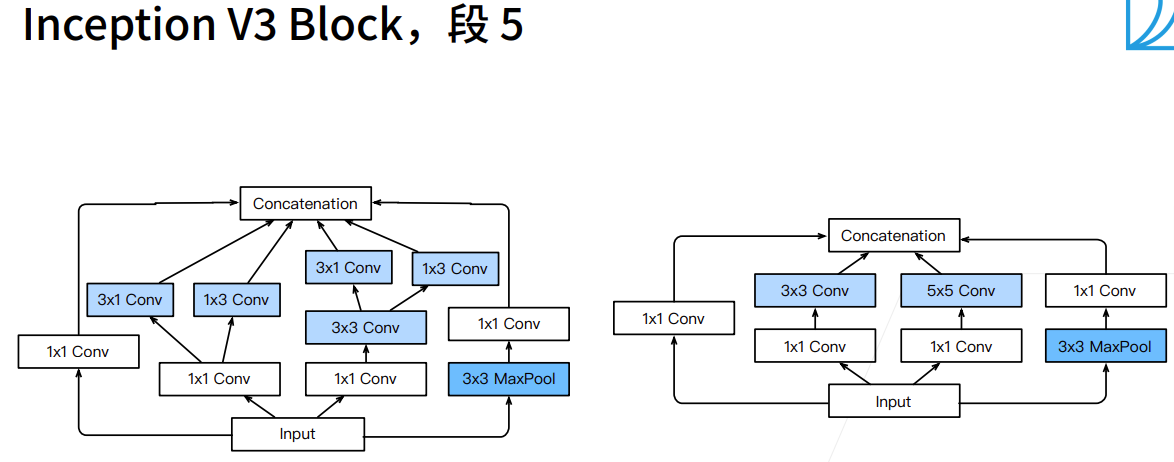 Inception V3 Block，段 5
Concatenation
3x1 Conv
1x3 Conv
3x1 Conv
1x3 Conv
3x3 Conv
1x1 Conv
1x1 Conv
1x1 Conv
1x1 Conv
3x3 MaxPool
Input
Concatenation
3x3 Conv
5x5 Conv
1x1 Conv
1x1 Conv
1x1 Conv
1x1 Conv
3x3 MaxPool
Input